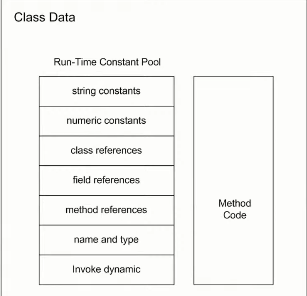 Class Data
Run-Time Constant Pool
string constants
numeric constants
class references
field references
method references
name and type
Invoke dynamic
Method
Code